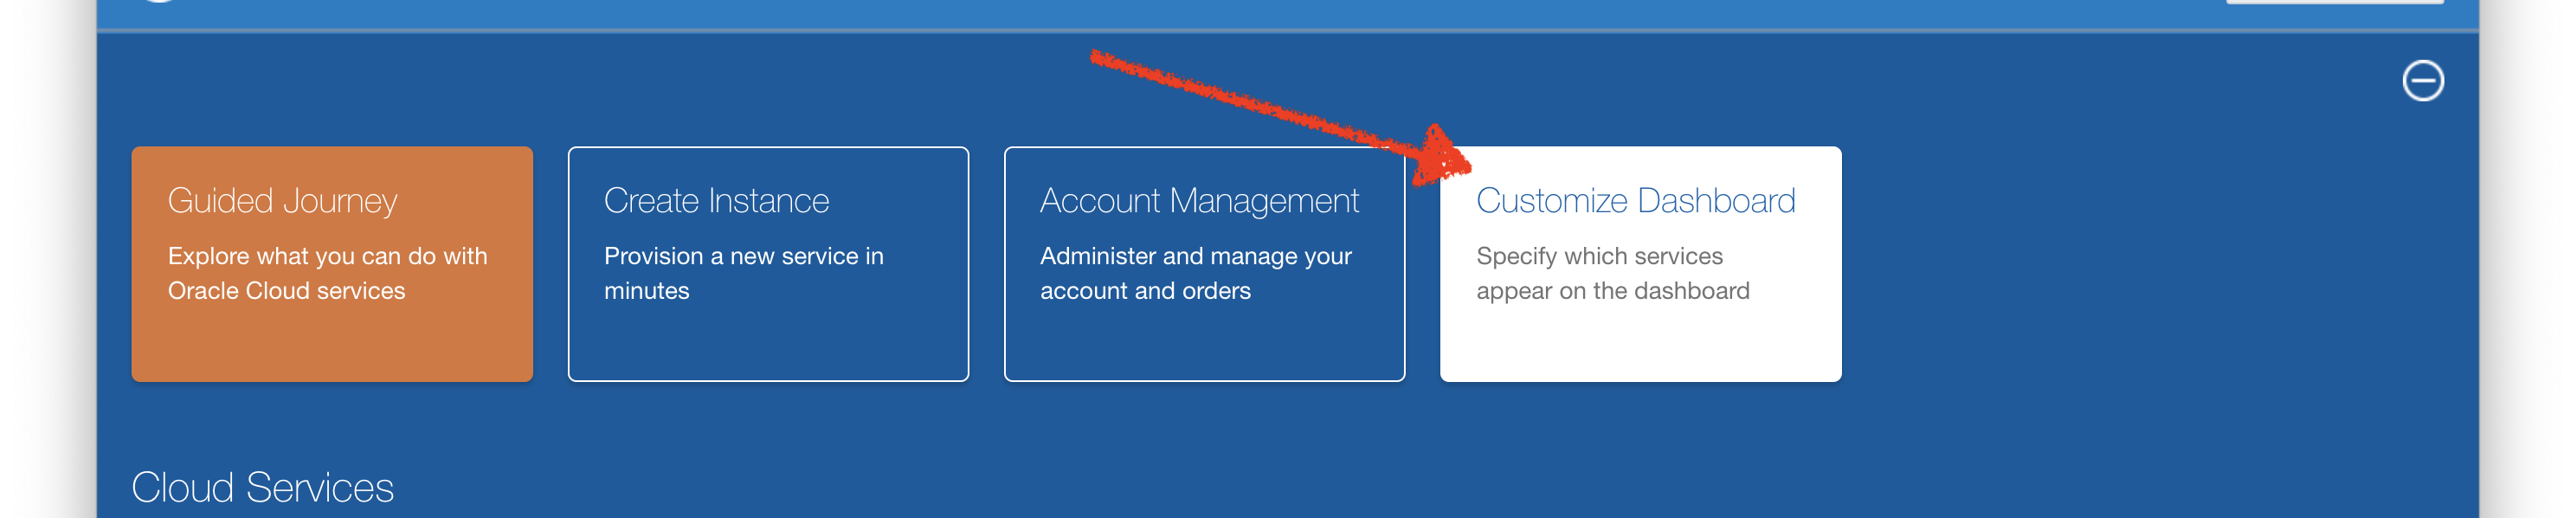 Guided Journey
Explore what you can do with
Oracle Cloud services
Create Instance
Provision a new service in
minutes
Account Management
Administer and manage your
account and orders
Customize Dashboard
Specify which services
appear on the dashboard
Cloud Services